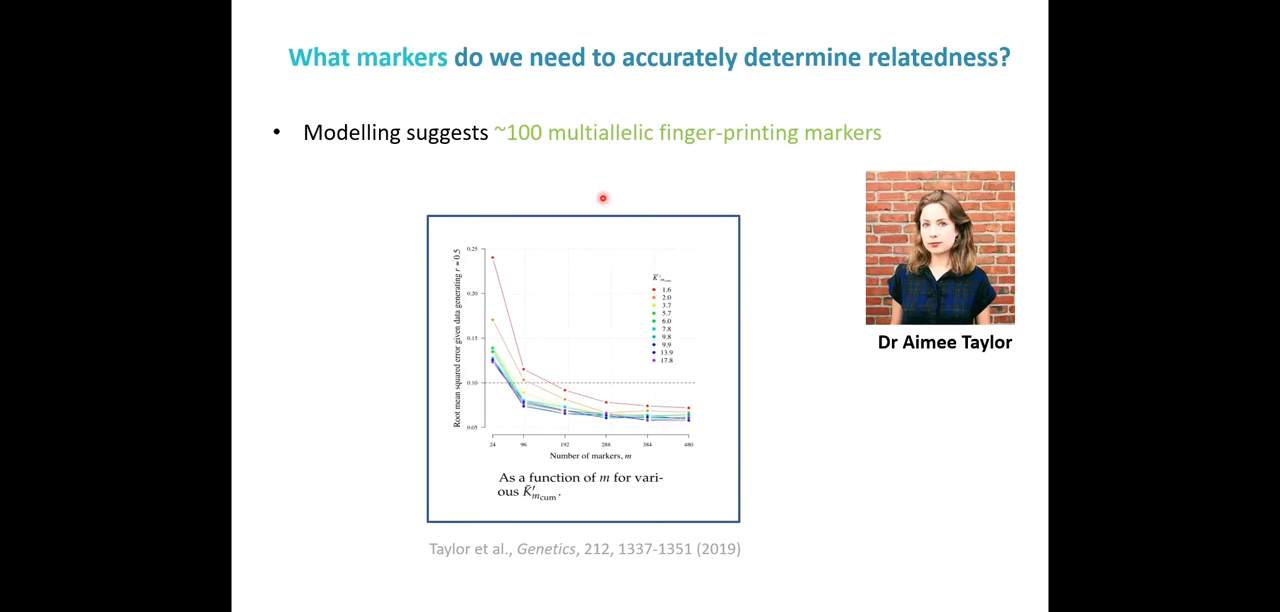 What markers do we need to accurately determine relatedness?
• Modelling suggests ~100 multiallelic finger-printing markers
Dr Aimee Taylor
Root mean squared error given data generating r = 0.5
0.25
0.20
0.15
0.10
0.05
K̄′mcum
1.6
2.0
3.7
5.7
6.0
7.8
9.8
9.9
13.9
17.8
24 96 192 288 384 480
Number of markers, m
As a function of m for vari-
ous K̄′mcum.
Taylor et al., Genetics, 212, 1337-1351 (2019)